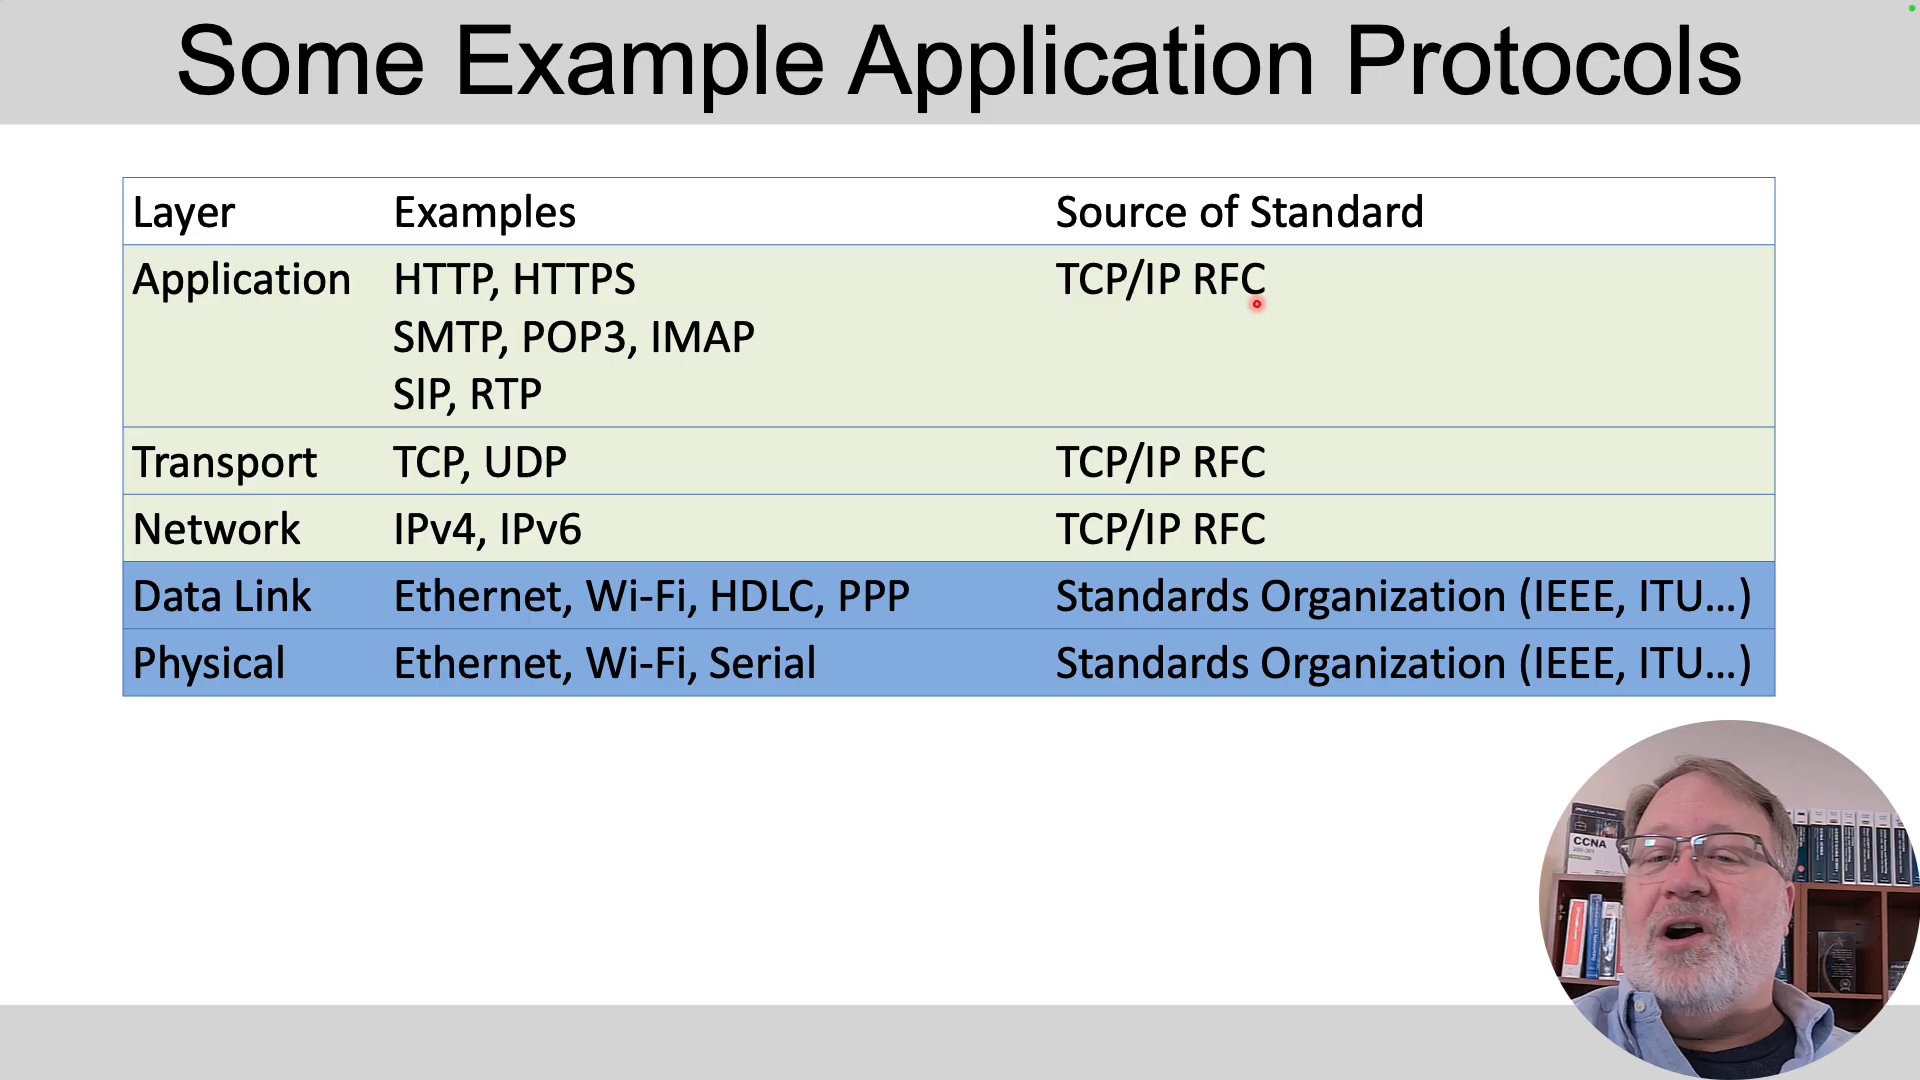 Some Example Application Protocols
Layer Examples Source of Standard
Application HTTP, HTTPS TCP/IP RFC
SMTP, POP3, IMAP
SIP, RTP
Transport TCP, UDP TCP/IP RFC
Network IPv4, IPv6 TCP/IP RFC
Data Link Ethernet, Wi-Fi, HDLC, PPP Standards Organization (IEEE, ITU...)
Physical Ethernet, Wi-Fi, Serial Standards Organization (IEEE, ITU...)
CCNA